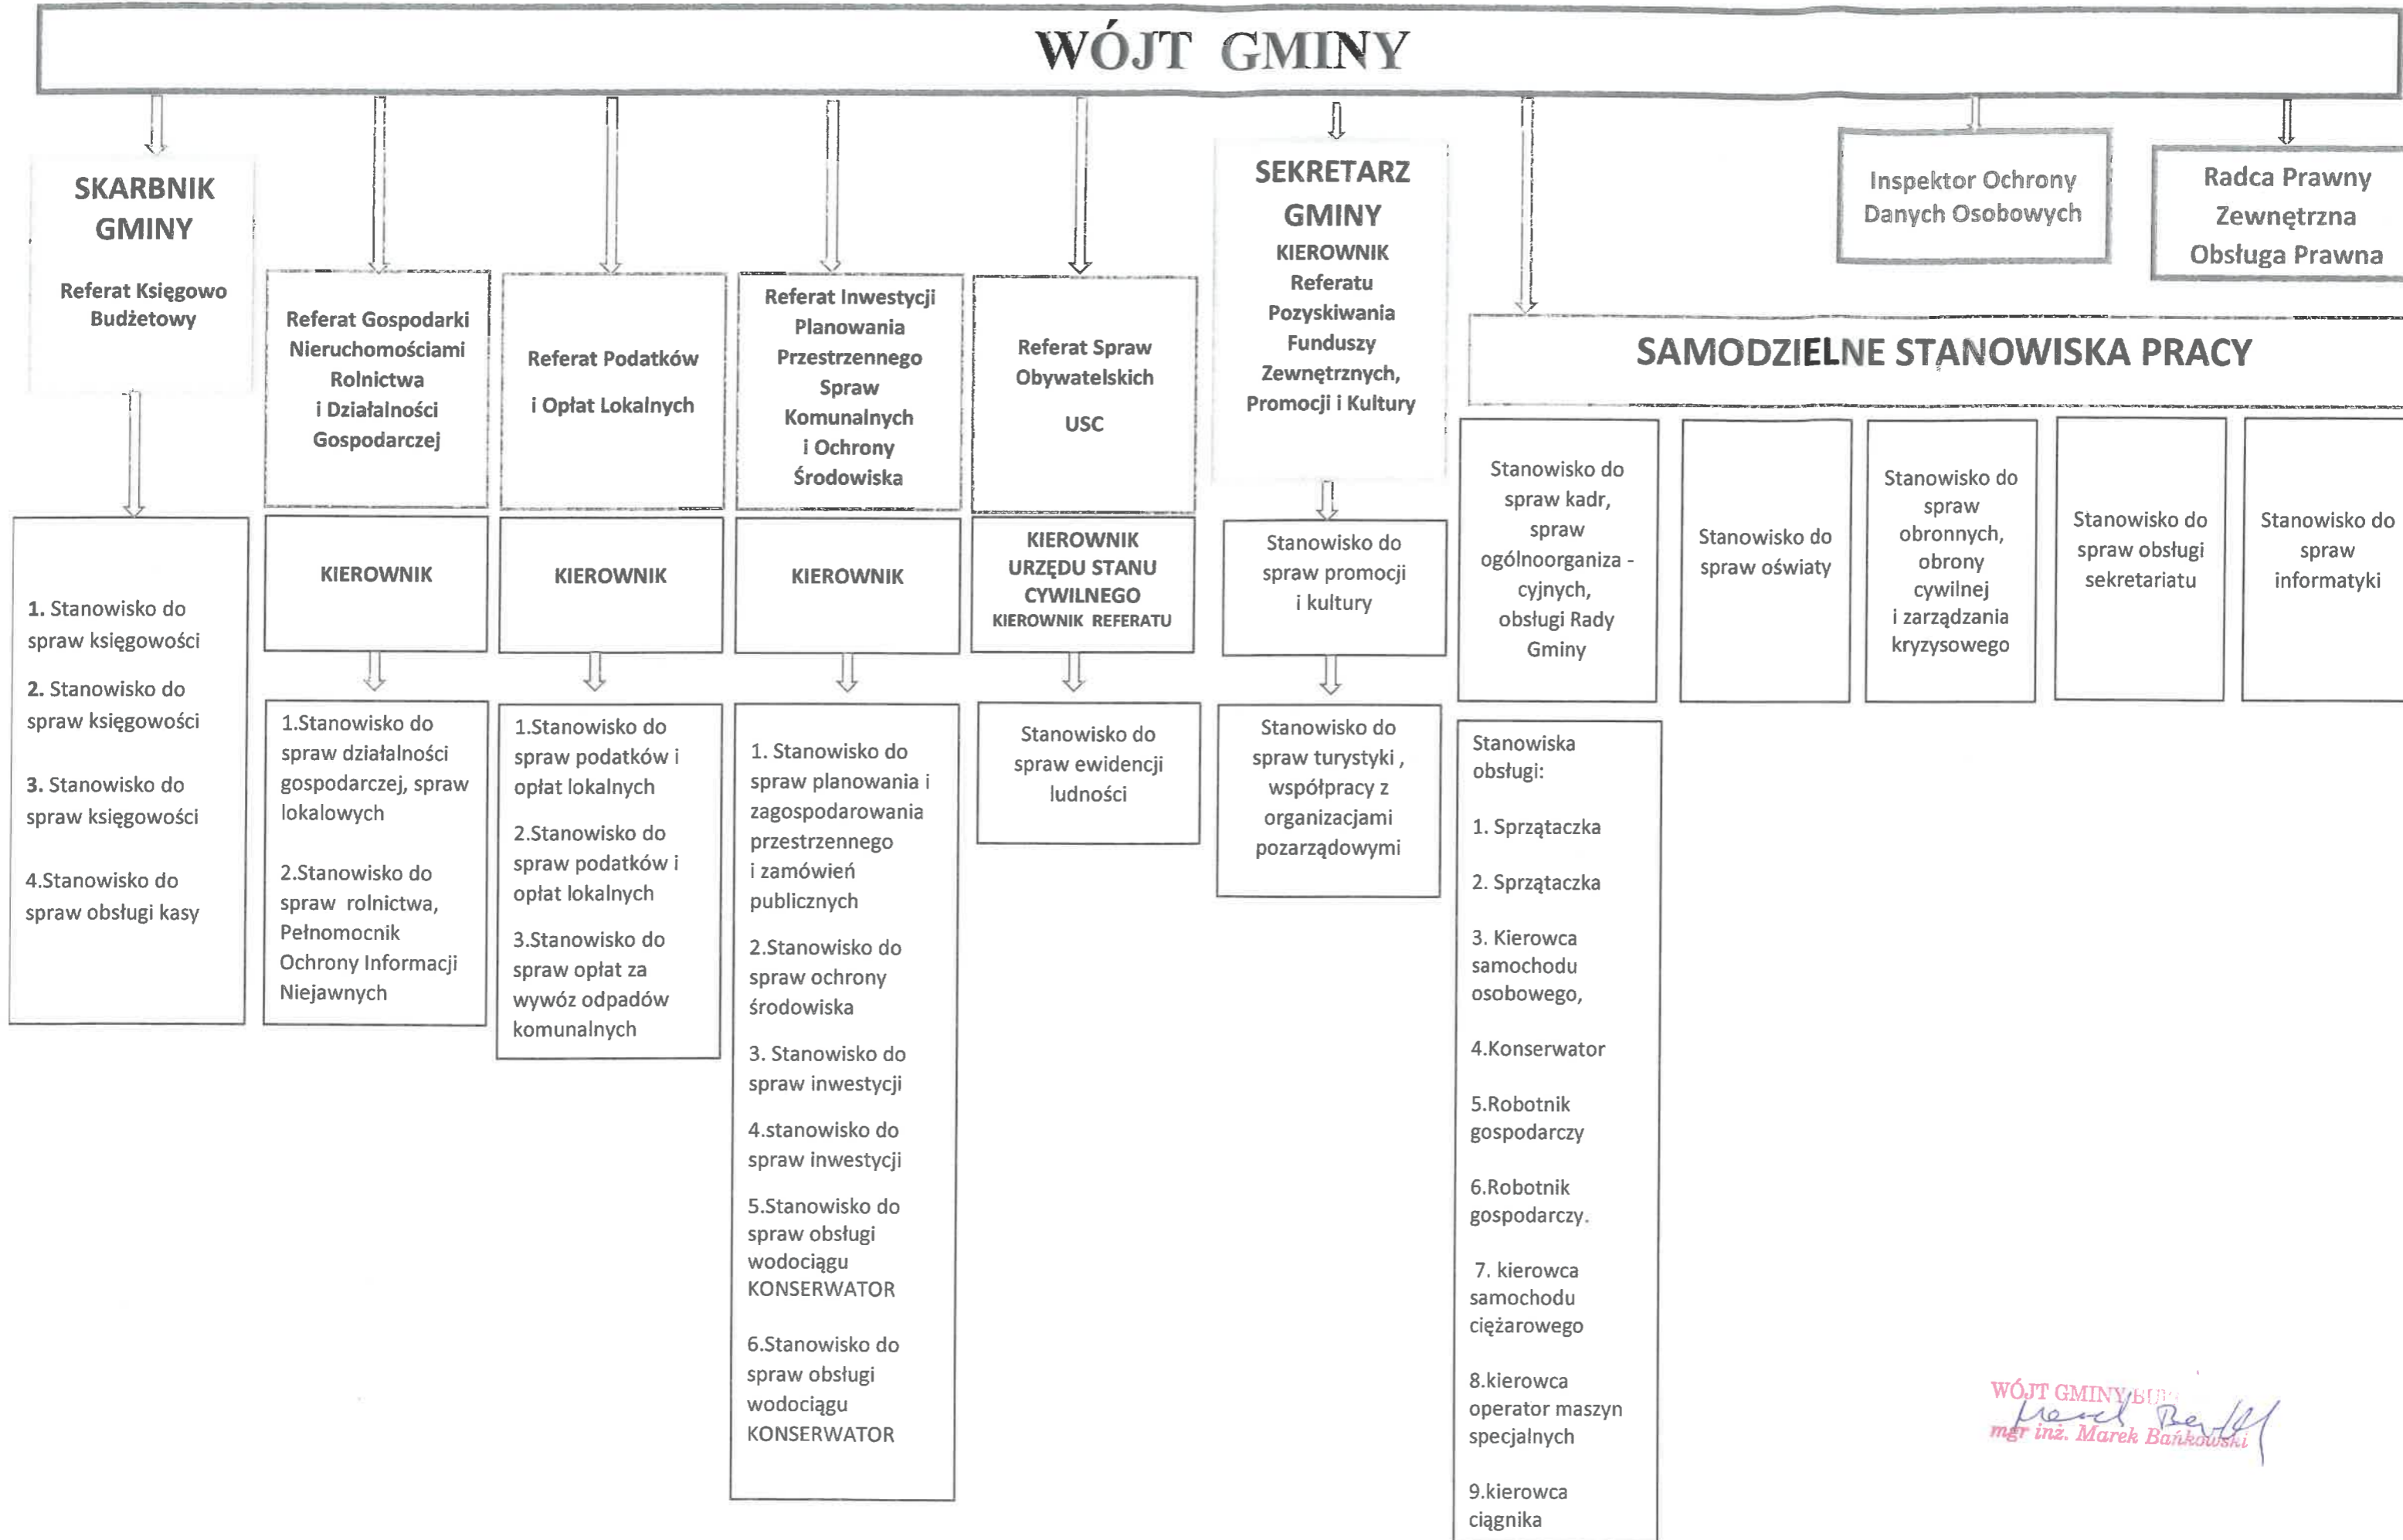 WÓJT GMINY
SKARBNIK
GMINY
Referat Księgowo
Budżetowy
1. Stanowisko do
spraw księgowości
2. Stanowisko do
spraw księgowości
3. Stanowisko do
spraw księgowości
4.Stanowisko do
spraw obsługi kasy
Referat Gospodarki
Nieruchomościami
Rolnictwa
i Działalności
Gospodarczej
KIEROWNIK
1.Stanowisko do
spraw działalności
gospodarczej, spraw
lokalowych
2.Stanowisko do
spraw rolnictwa,
Pełnomocnik
Ochrony Informacji
Niejawnych
Referat Podatków
i Opłat Lokalnych
KIEROWNIK
1.Stanowisko do
spraw podatków i
opłat lokalnych
2.Stanowisko do
spraw podatków i
opłat lokalnych
3.Stanowisko do
spraw opłat za
wywóz odpadów
komunalnych
Referat Inwestycji
Planowania
Przestrzennego
Spraw
Komunalnych
i Ochrony
Środowiska
KIEROWNIK
1. Stanowisko do
spraw planowania i
zagospodarowania
przestrzennego
i zamówień
publicznych
2.Stanowisko do
spraw ochrony
środowiska
3. Stanowisko do
spraw inwestycji
4.stanowisko do
spraw inwestycji
5.Stanowisko do
spraw obsługi
wodociągu
KONSERWATOR
6.Stanowisko do
spraw obsługi
wodociągu
KONSERWATOR
Referat Spraw
Obywatelskich
USC
KIEROWNIK
URZĘDU STANU
CYWILNEGO
KIEROWNIK REFERATU
Stanowisko do
spraw ewidencji
ludności
SEKRETARZ
GMINY
KIEROWNIK
Referatu
Pozyskiwania
Funduszy
Zewnętrznych,
Promocji i Kultury
Stanowisko do
spraw promocji
i kultury
Stanowisko do
spraw turystyki ,
współpracy z
organizacjami
pozarządowymi
Inspektor Ochrony
Danych Osobowych
Radca Prawny
Zewnętrzna
Obsługa Prawna
SAMODZIELNE STANOWISKA PRACY
Stanowisko do
spraw kadr,
spraw
ogólnoorganiza -
cyjnych,
obsługi Rady
Gminy
Stanowisko do
spraw oświaty
Stanowisko do
spraw
obronnych,
obrony
cywilnej
i zarządzania
kryzysowego
Stanowisko do
spraw obsługi
sekretariatu
Stanowisko do
spraw
informatyki
Stanowiska
obsługi:
1. Sprzątaczka
2. Sprzątaczka
3. Kierowca
samochodu
osobowego,
4.Konserwator
5.Robotnik
gospodarczy
6.Robotnik
gospodarczy.
7. kierowca
samochodu
ciężarowego
8.kierowca
operator maszyn
specjalnych
9.kierowca
ciągnika
WÓJT GMINY
mgr inż. Marek Bańkowski